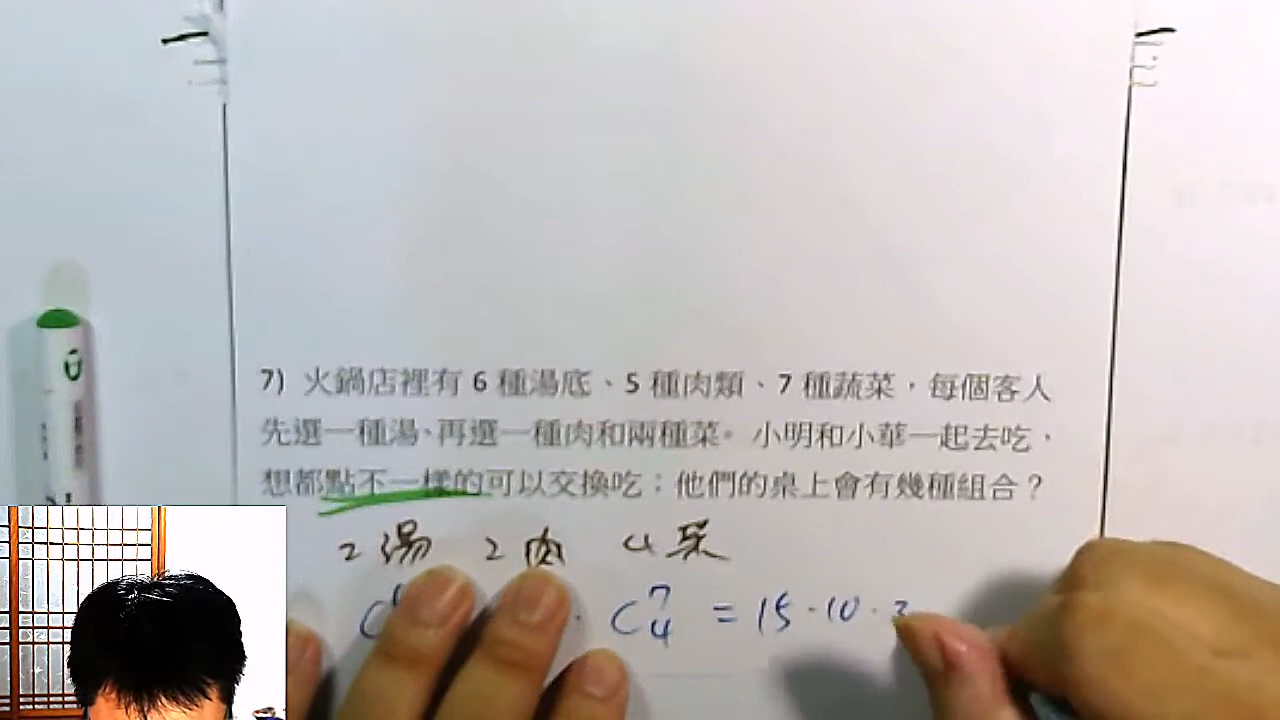 7) 火鍋店裡有 6 種湯底、5 種肉類、7 種蔬菜，每個客人
先選一種湯、再選一種肉和兩種菜。小明和小華一起去吃，
想都點不一樣的可以交換吃；他們的桌上會有幾種組合？
2 湯 2 肉 4 菜
C · C⁷₄ = 15 · 10 · 3